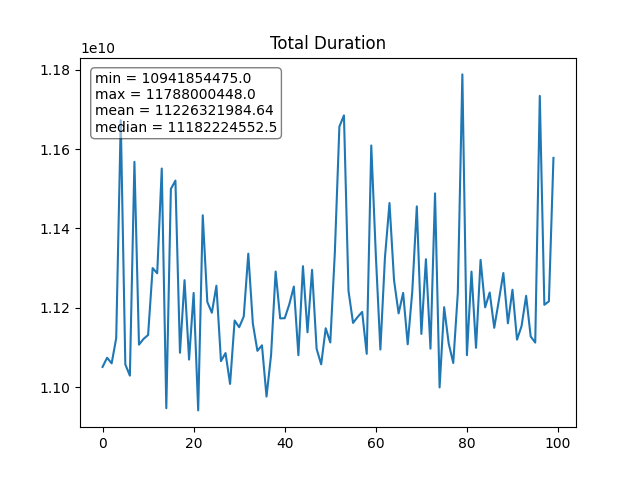 Total Duration
1e10
min = 10941854475.0
max = 11788000448.0
mean = 11226321984.64
median = 11182224552.5
1.18
1.16
1.14
1.12
1.10
0 20 40 60 80 100